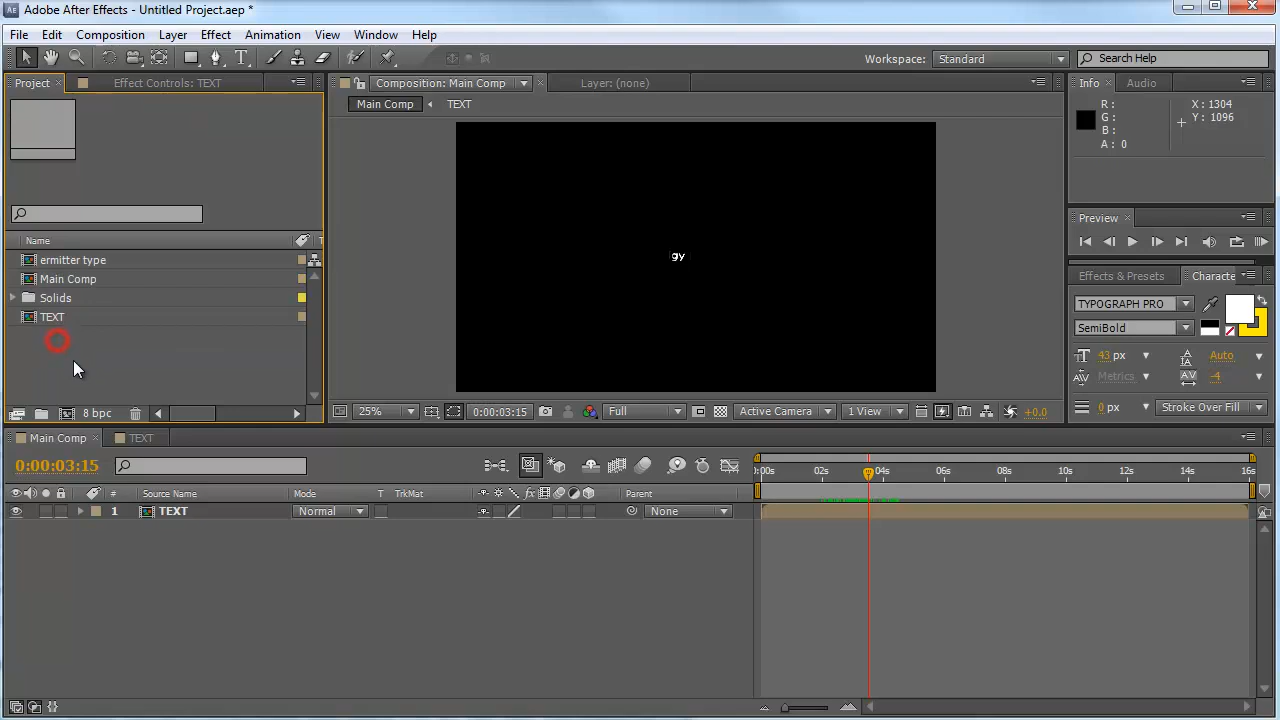 Adobe After Effects - Untitled Project.aep *
File Edit Composition Layer Effect Animation View Window Help
Workspace: Standard Search Help
Project Effect Controls: TEXT
Composition: Main Comp Layer: (none)
Info Audio
Main Comp TEXT
R: X: 1304
G: Y: 1096
B:
A: 0
Preview
Name T
ermitter type
Main Comp
Solids
TEXT
gy
Effects & Presets Characte
TYPOGRAPH PRO
SemiBold
43 px Auto
Metrics -4
0 px Stroke Over Fill
8 bpc
25% 0:00:03:15 Full Active Camera 1 View +0.0
Main Comp TEXT
0:00:03:15
:00s 02s 04s 06s 08s 10s 12s 14s 16s
# Source Name Mode T TrkMat fx Parent
1 TEXT Normal None